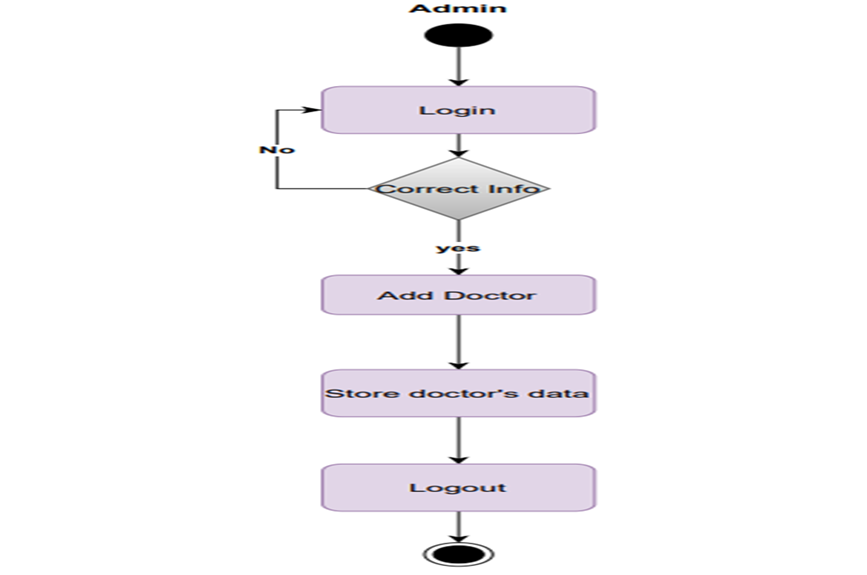 Admin
Login
No
Correct Info
yes
Add Doctor
Store doctor's data
Logout